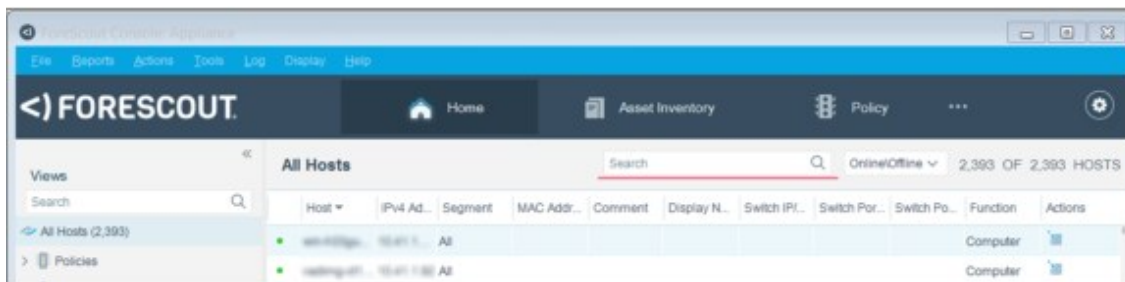 ForeScout Console Appliance
File Reports Actions Tools Log Display Help
<) FORESCOUT. Home Asset Inventory Policy ...
Views
Search
All Hosts (2,393)
Policies
All Hosts Search Online\Offline 2,393 OF 2,393 HOSTS
Host IPv4 Ad... Segment MAC Addr... Comment Display N... Switch IP/... Switch Por... Switch Po... Function Actions
All Computer
All Computer